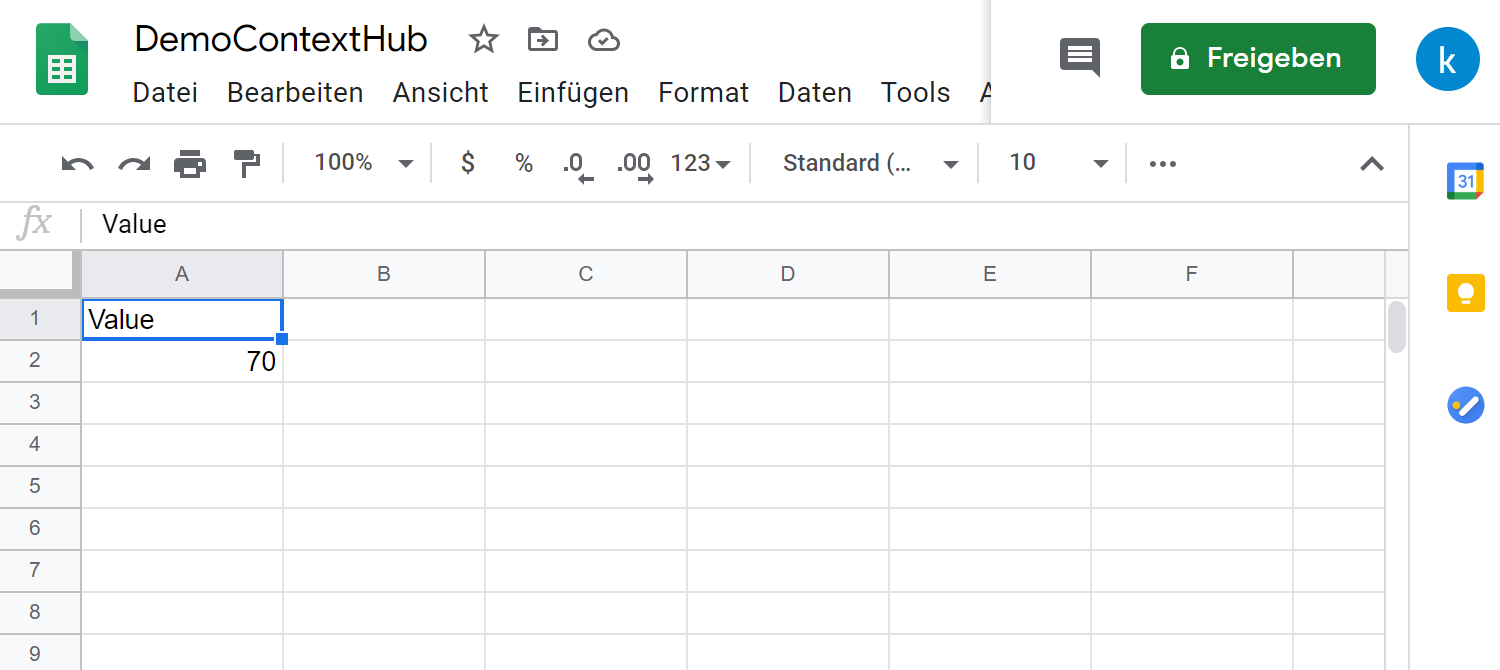 DemoContextHub
Datei Bearbeiten Ansicht Einfügen Format Daten Tools
Freigeben
k
100% $ % .0 .00 123 Standard (... 10
31
fx Value
A B C D E F
1 Value
2 70
3
4
5
6
7
8
9